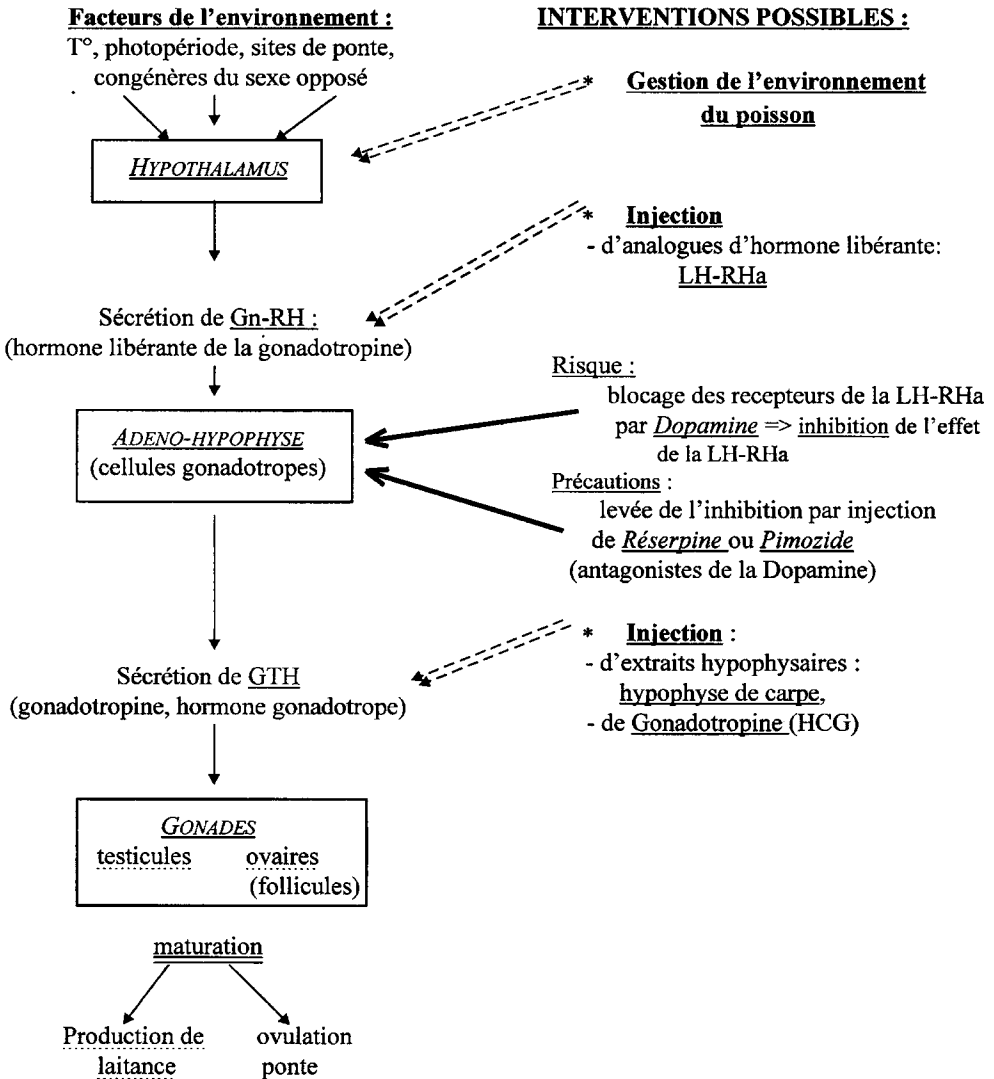 Facteurs de l'environnement :
T°, photopériode, sites de ponte,
congénères du sexe opposé
HYPOTHALAMUS
Sécrétion de Gn-RH :
(hormone libérante de la gonadotropine)
ADENO-HYPOPHYSE
(cellules gonadotropes)
Sécrétion de GTH
(gonadotropine, hormone gonadotrope)
GONADES
testicules ovaires
(follicules)
maturation
Production de ovulation
laitance ponte
INTERVENTIONS POSSIBLES :
* Gestion de l'environnement
du poisson
* Injection
- d'analogues d'hormone libérante:
LH-RHa
Risque :
blocage des recepteurs de la LH-RHa
par Dopamine => inhibition de l'effet
de la LH-RHa
Précautions :
levée de l'inhibition par injection
de Réserpine ou Pimozide
(antagonistes de la Dopamine)
* Injection :
- d'extraits hypophysaires :
hypophyse de carpe,
- de Gonadotropine (HCG)